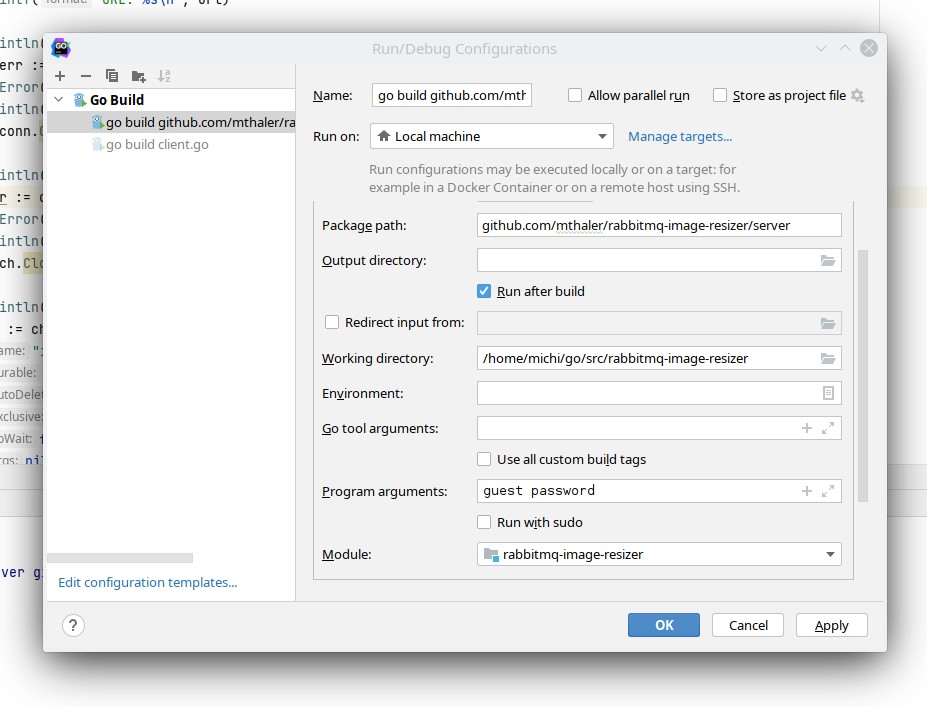 format: "URL: %s\n", url)
intln(
GO
Run/Debug Configurations
err :=
Error(
Go Build
Name:
go build github.com/mth
Allow parallel run
Store as project file
intln(
go build github.com/mthaler/ra
conn.
Run on:
Local machine
Manage targets...
go build client.go
Run configurations may be executed locally or on a target: for
example in a Docker Container or on a remote host using SSH.
intln(
r := c
Error(
Package path:
github.com/mthaler/rabbitmq-image-resizer/server
intln(
ch.Clo
Output directory:
Run after build
intln(
Redirect input from:
:= ch
ame:
urable:
Working directory:
/home/michi/go/src/rabbitmq-image-resizer
utoDelet
Environment:
xclusive:
oWait:
Go tool arguments:
rgs: nil
Use all custom build tags
Program arguments:
guest password
Run with sudo
Module:
rabbitmq-image-resizer
ver g
Edit configuration templates...
?
OK
Cancel
Apply